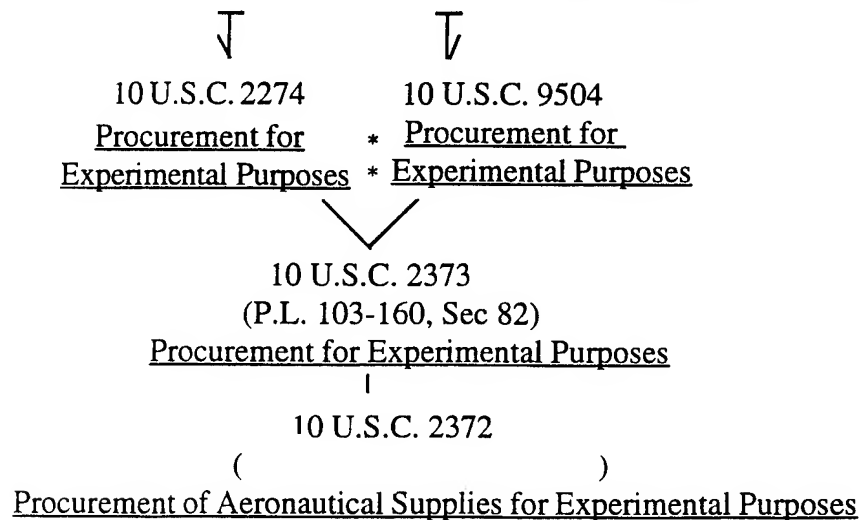 10 U.S.C. 2274 10 U.S.C. 9504
Procurement for * Procurement for
Experimental Purposes * Experimental Purposes
10 U.S.C. 2373
(P.L. 103-160, Sec 82)
Procurement for Experimental Purposes
10 U.S.C. 2372
( )
Procurement of Aeronautical Supplies for Experimental Purposes